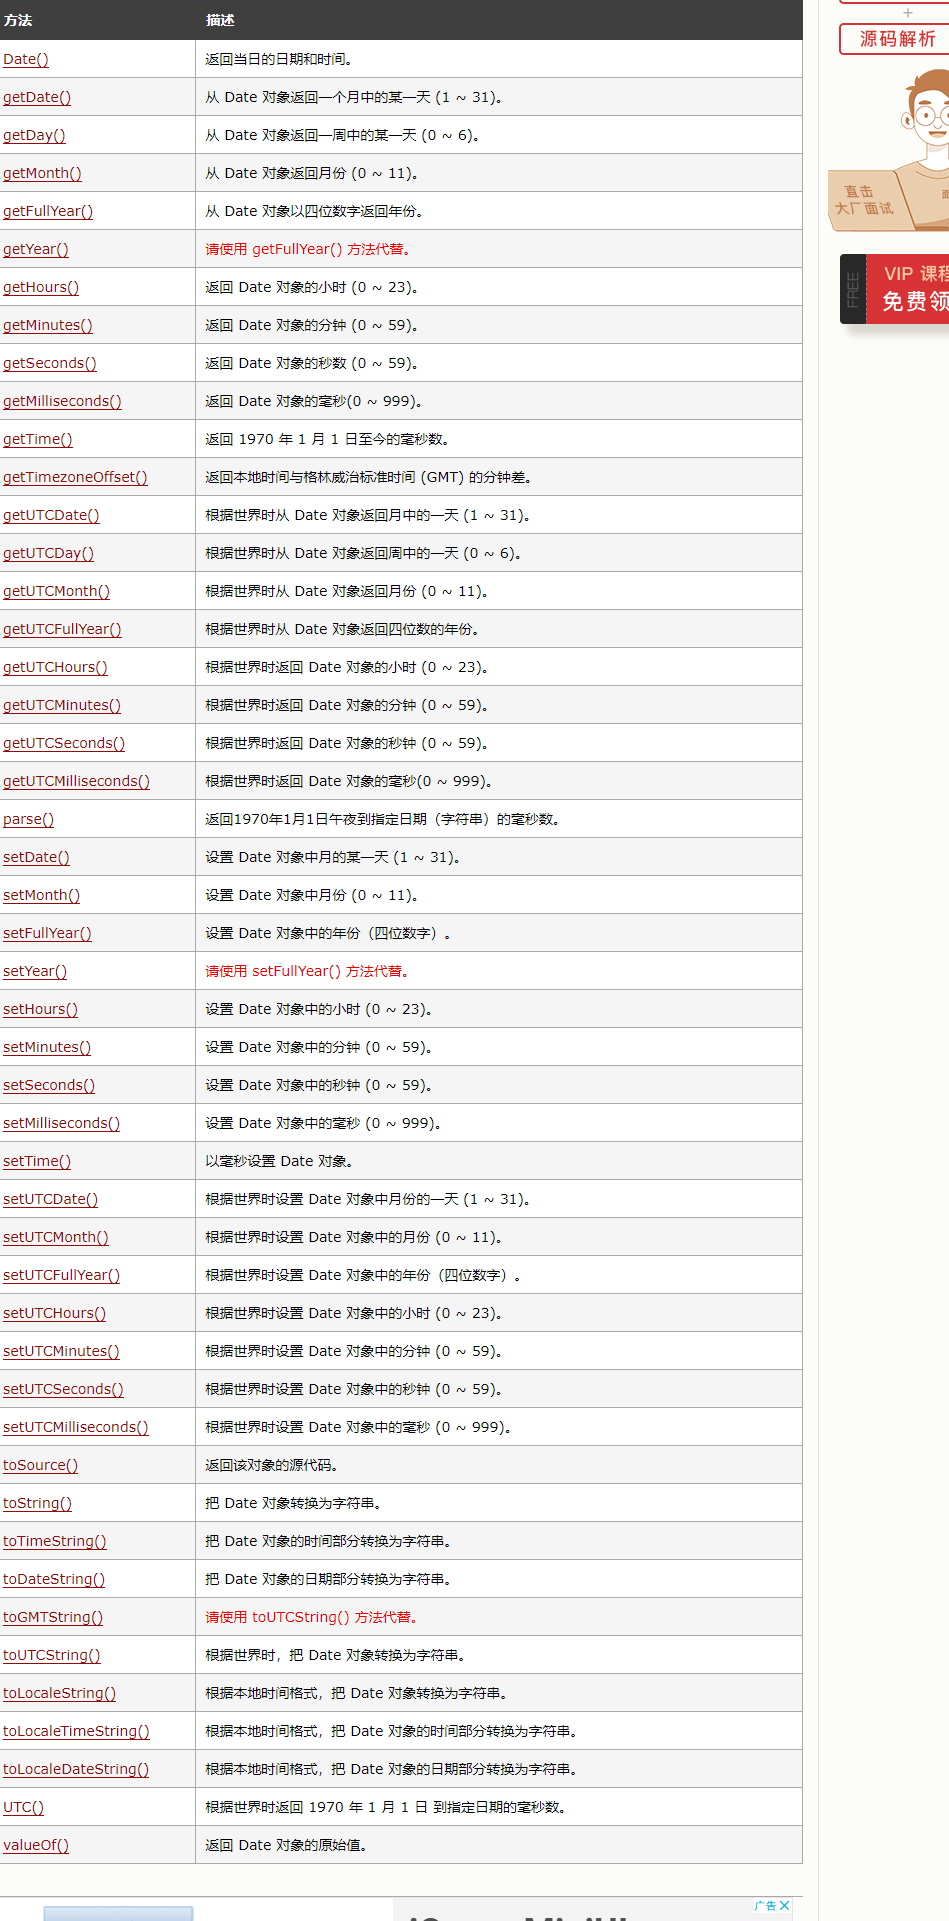 方法 描述
Date() 返回当日的日期和时间。
getDate() 从 Date 对象返回一个月中的某一天 (1 ~ 31)。
getDay() 从 Date 对象返回一周中的某一天 (0 ~ 6)。
getMonth() 从 Date 对象返回月份 (0 ~ 11)。
getFullYear() 从 Date 对象以四位数字返回年份。
getYear() 请使用 getFullYear() 方法代替。
getHours() 返回 Date 对象的小时 (0 ~ 23)。
getMinutes() 返回 Date 对象的分钟 (0 ~ 59)。
getSeconds() 返回 Date 对象的秒数 (0 ~ 59)。
getMilliseconds() 返回 Date 对象的毫秒(0 ~ 999)。
getTime() 返回 1970 年 1 月 1 日至今的毫秒数。
getTimezoneOffset() 返回本地时间与格林威治标准时间 (GMT) 的分钟差。
getUTCDate() 根据世界时从 Date 对象返回月中的一天 (1 ~ 31)。
getUTCDay() 根据世界时从 Date 对象返回周中的一天 (0 ~ 6)。
getUTCMonth() 根据世界时从 Date 对象返回月份 (0 ~ 11)。
getUTCFullYear() 根据世界时从 Date 对象返回四位数的年份。
getUTCHours() 根据世界时返回 Date 对象的小时 (0 ~ 23)。
getUTCMinutes() 根据世界时返回 Date 对象的分钟 (0 ~ 59)。
getUTCSeconds() 根据世界时返回 Date 对象的秒钟 (0 ~ 59)。
getUTCMilliseconds() 根据世界时返回 Date 对象的毫秒(0 ~ 999)。
parse() 返回1970年1月1日午夜到指定日期（字符串）的毫秒数。
setDate() 设置 Date 对象中月的某一天 (1 ~ 31)。
setMonth() 设置 Date 对象中月份 (0 ~ 11)。
setFullYear() 设置 Date 对象中的年份（四位数字）。
setYear() 请使用 setFullYear() 方法代替。
setHours() 设置 Date 对象中的小时 (0 ~ 23)。
setMinutes() 设置 Date 对象中的分钟 (0 ~ 59)。
setSeconds() 设置 Date 对象中的秒钟 (0 ~ 59)。
setMilliseconds() 设置 Date 对象中的毫秒 (0 ~ 999)。
setTime() 以毫秒设置 Date 对象。
setUTCDate() 根据世界时设置 Date 对象中月份的一天 (1 ~ 31)。
setUTCMonth() 根据世界时设置 Date 对象中的月份 (0 ~ 11)。
setUTCFullYear() 根据世界时设置 Date 对象中的年份（四位数字）。
setUTCHours() 根据世界时设置 Date 对象中的小时 (0 ~ 23)。
setUTCMinutes() 根据世界时设置 Date 对象中的分钟 (0 ~ 59)。
setUTCSeconds() 根据世界时设置 Date 对象中的秒钟 (0 ~ 59)。
setUTCMilliseconds() 根据世界时设置 Date 对象中的毫秒 (0 ~ 999)。
toSource() 返回该对象的源代码。
toString() 把 Date 对象转换为字符串。
toTimeString() 把 Date 对象的时间部分转换为字符串。
toDateString() 把 Date 对象的日期部分转换为字符串。
toGMTString() 请使用 toUTCString() 方法代替。
toUTCString() 根据世界时，把 Date 对象转换为字符串。
toLocaleString() 根据本地时间格式，把 Date 对象转换为字符串。
toLocaleTimeString() 根据本地时间格式，把 Date 对象的时间部分转换为字符串。
toLocaleDateString() 根据本地时间格式，把 Date 对象的日期部分转换为字符串。
UTC() 根据世界时返回 1970 年 1 月 1 日 到指定日期的毫秒数。
valueOf() 返回 Date 对象的原始值。
+
源码解析
直击
大厂面试
FREE
VIP 课程
免费领
广告